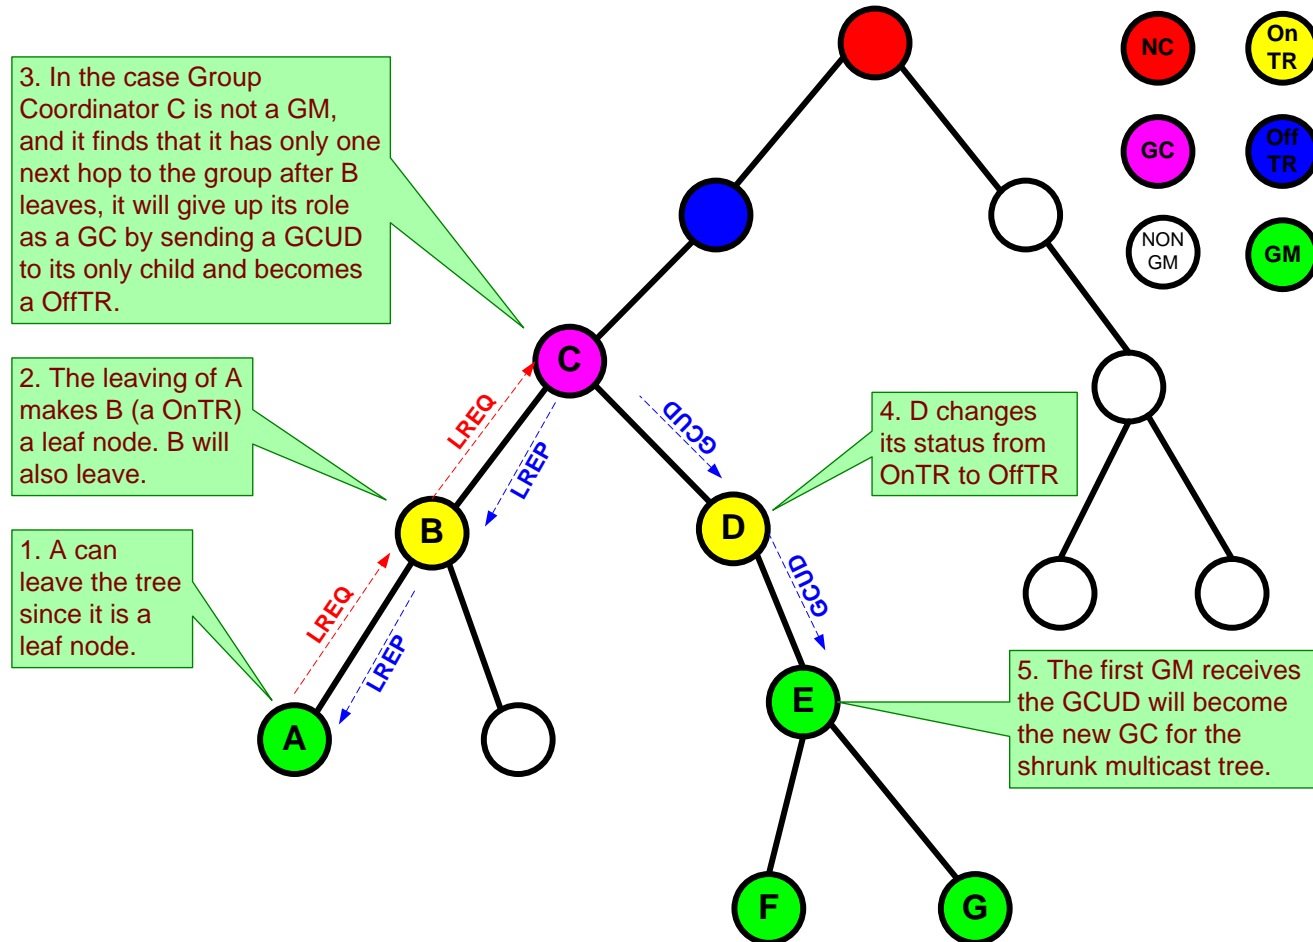 NC
On
TR
3. In the case Group
Coordinator C is not a GM,
and it finds that it has only one
next hop to the group after B
leaves, it will give up its role
as a GC by sending a GCUD
to its only child and becomes
a OffTR.
GC
Off
TR
NON
GM
GM
C
2. The leaving of A
makes B (a OnTR)
a leaf node. B will
also leave.
LREQ
LREP
GCUD
4. D changes
its status from
OnTR to OffTR
B
D
1. A can
leave the tree
since it is a
leaf node.
LREQ
LREP
GCUD
E
5. The first GM receives
the GCUD will become
the new GC for the
shrunk multicast tree.
A
F
G